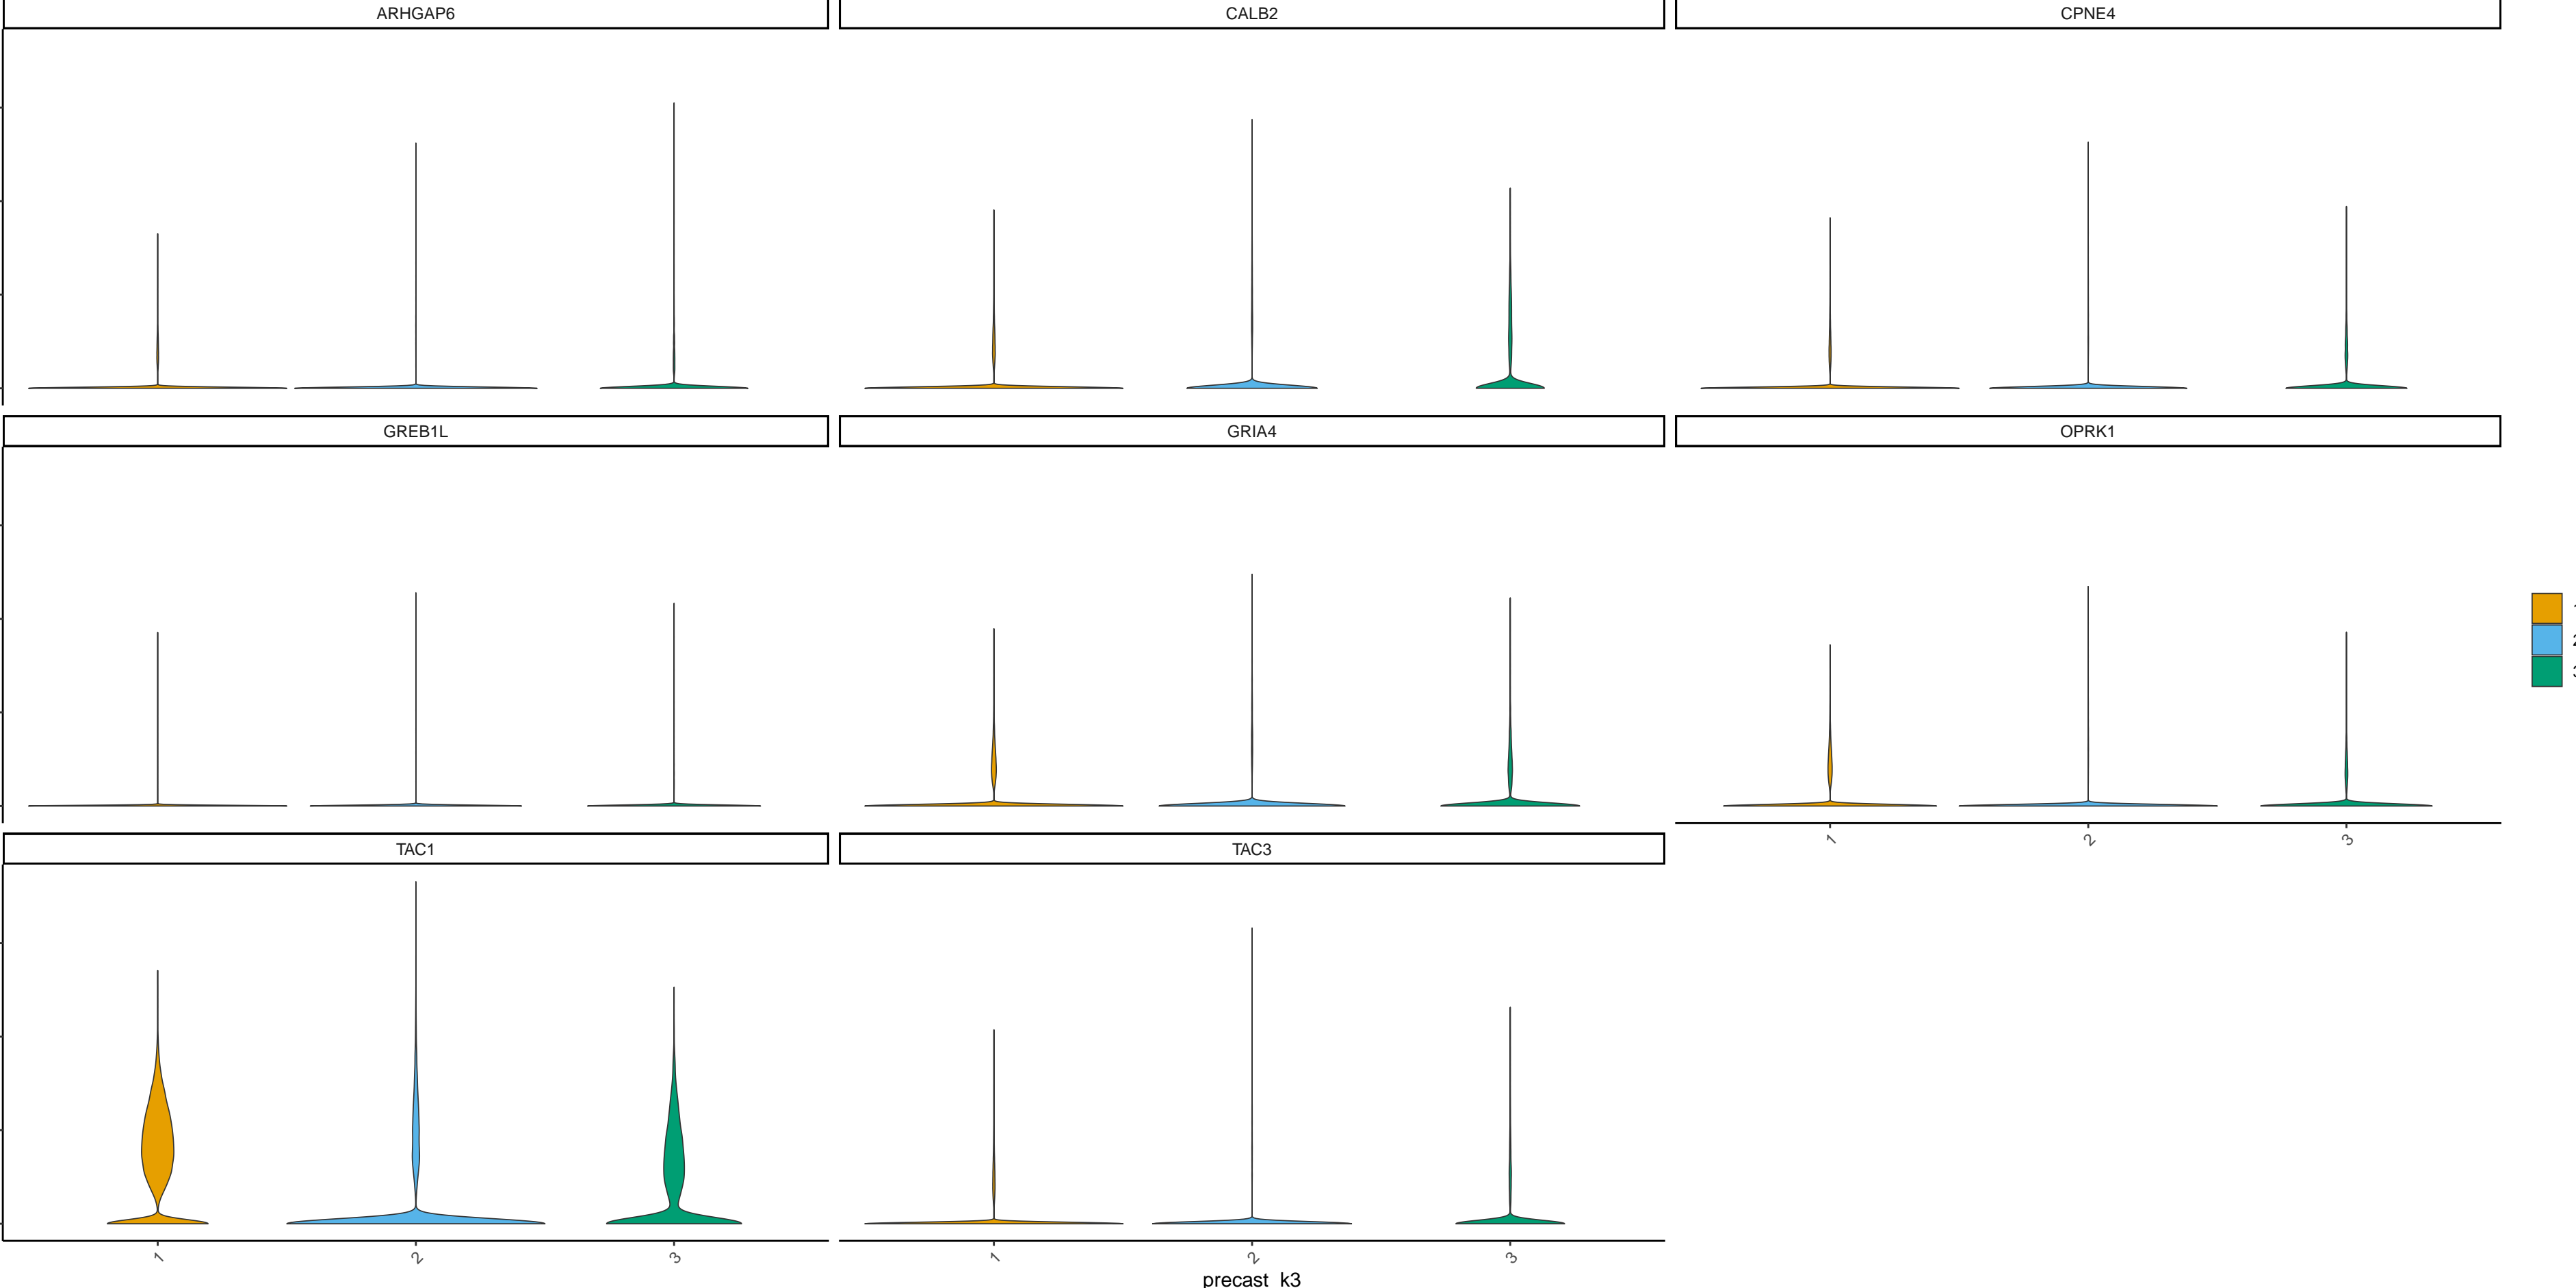 ARHGAP6 CALB2 CPNE4
GREB1L GRIA4 OPRK1
1 2 3
TAC1 TAC3
1 2 3 1 2 3
precast_k3